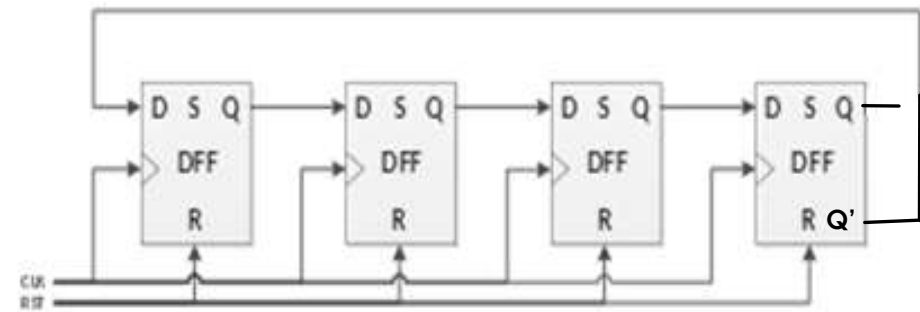 D S Q D S Q D S Q D S Q
DFF DFF DFF DFF
R R R R Q'
CLK
RST